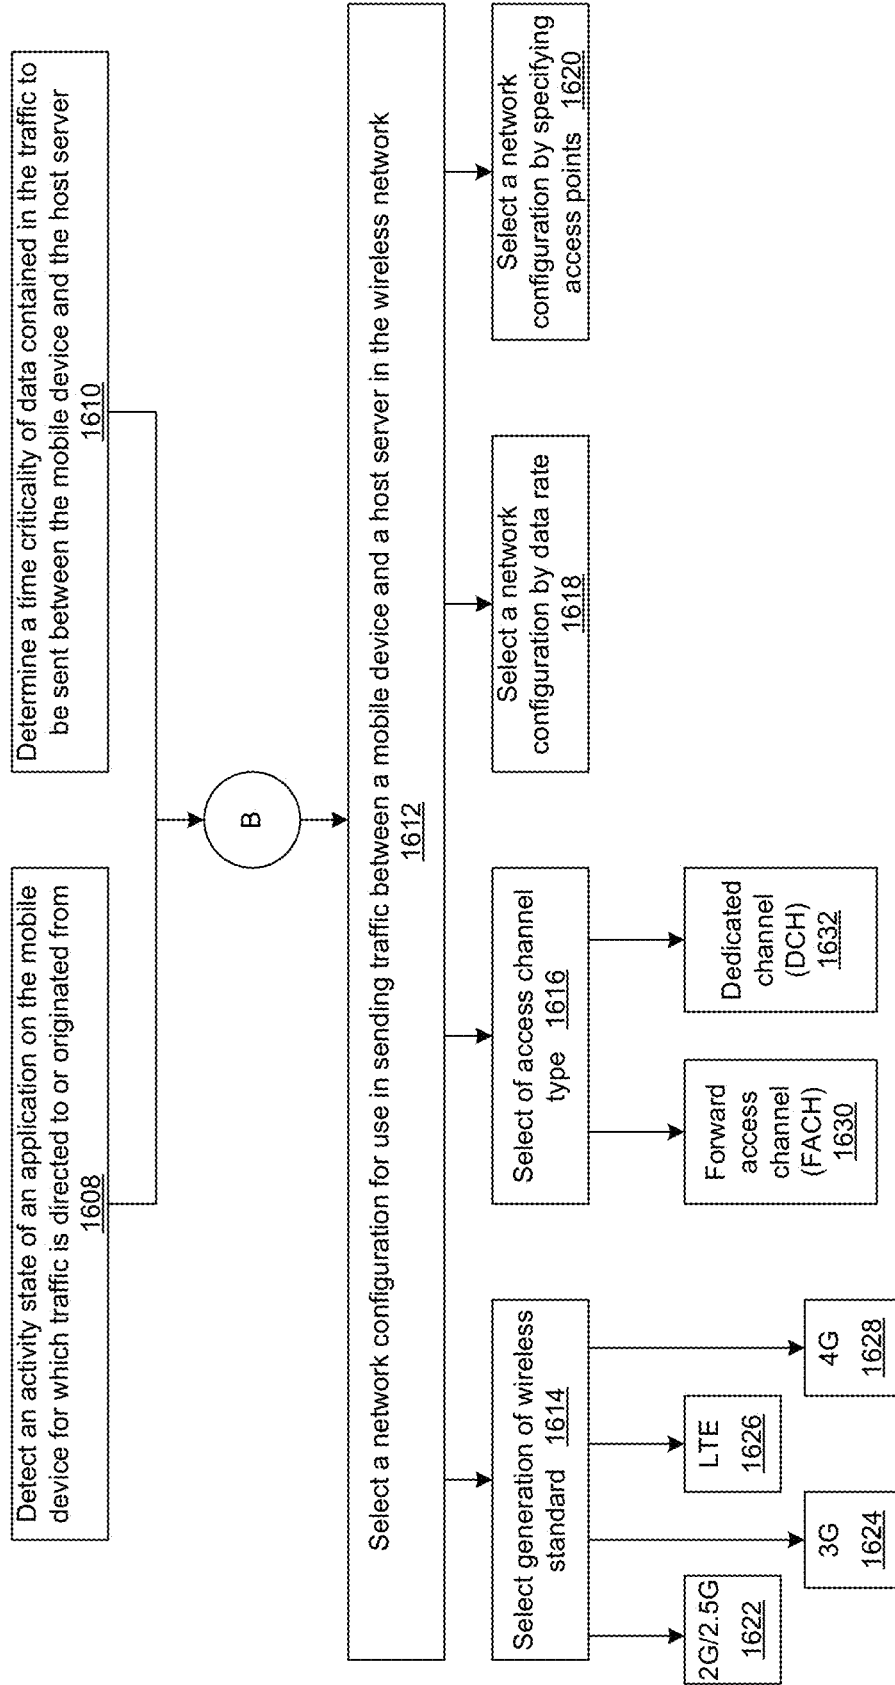 Detect an activity state of an application on the mobile
device for which traffic is directed to or originated from
1608
Determine a time criticality of data contained in the traffic to
be sent between the mobile device and the host server
1610
B
Select a network configuration for use in sending traffic between a mobile device and a host server in the wireless network
1612
Select generation of wireless
standard 1614
Select of access channel
type 1616
Select a network
configuration by data rate
1618
Select a network
configuration by specifying
access points 1620
2G/2.5G
1622
3G
1624
LTE
1626
4G
1628
Forward
access
channel
(FACH)
1630
Dedicated
channel
(DCH)
1632